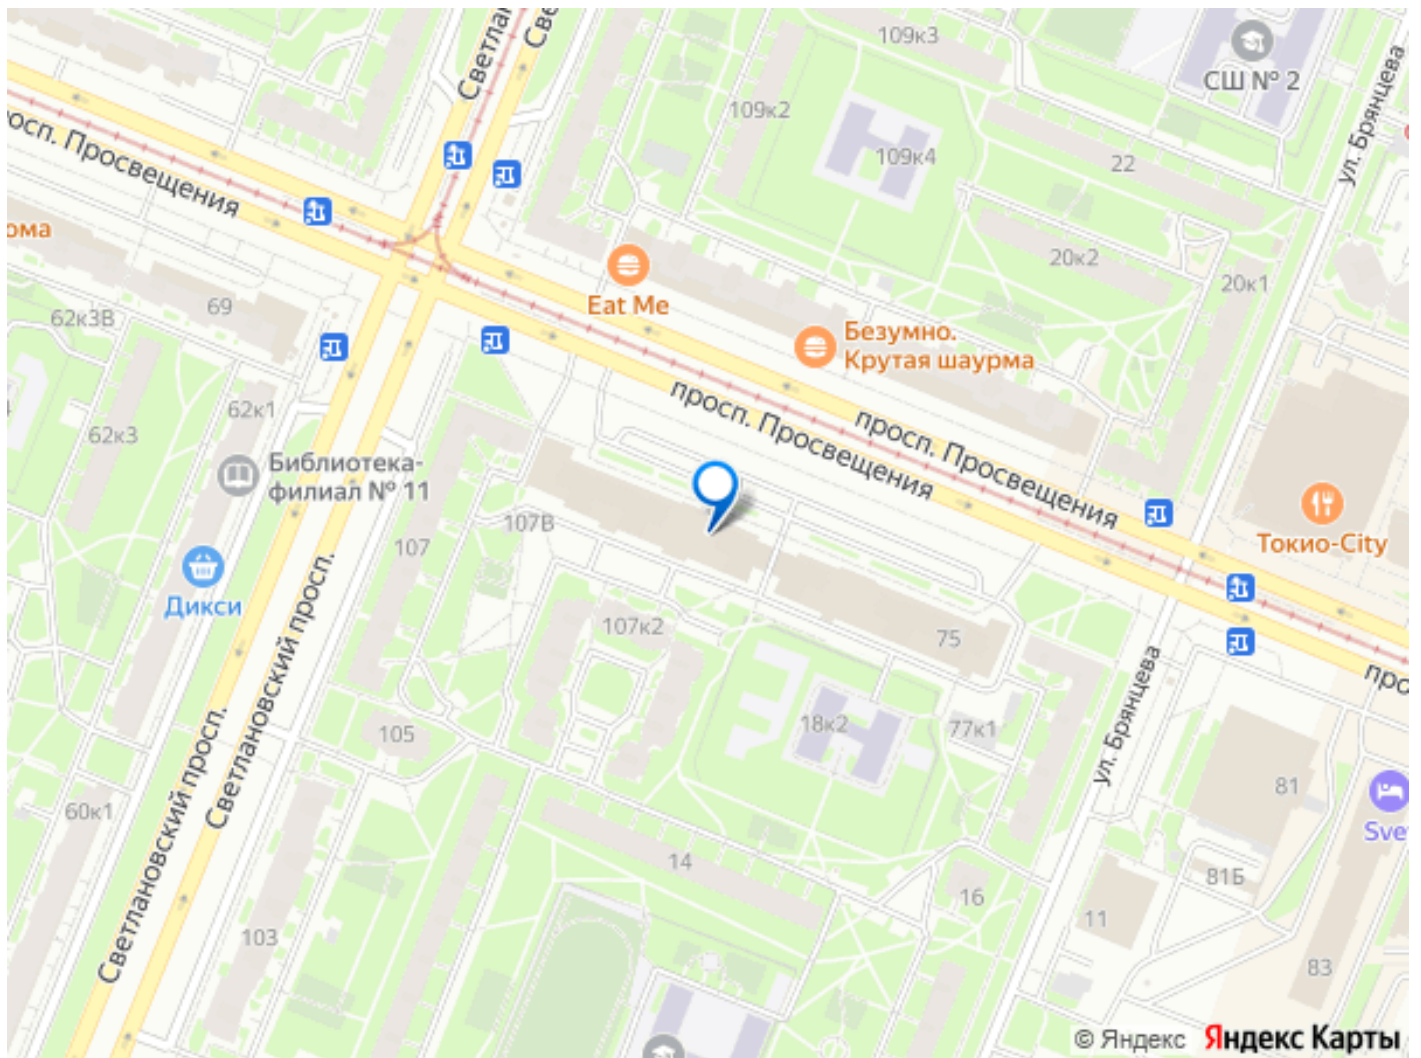 109к3
СШ № 2
Светлан
Све
109к2
109к4
22
ул. Брянцева
осп. Просвещения
ома
20к2
20к1
Eat Me
69
62к3В
Безумно.
Крутая шаурма
просп. Просвещения
просп. Просвещения
62к1
62к3
Библиотека-
филиал № 11
107В
107
Токио-City
Дикси
Светлановский просп.
107к2
75
ул. Брянцева
про
18к2
77к1
105
Светлановский просп.
81
60к1
Sve
14
81Б
16
11
103
83
© Яндекс Яндекс Карты